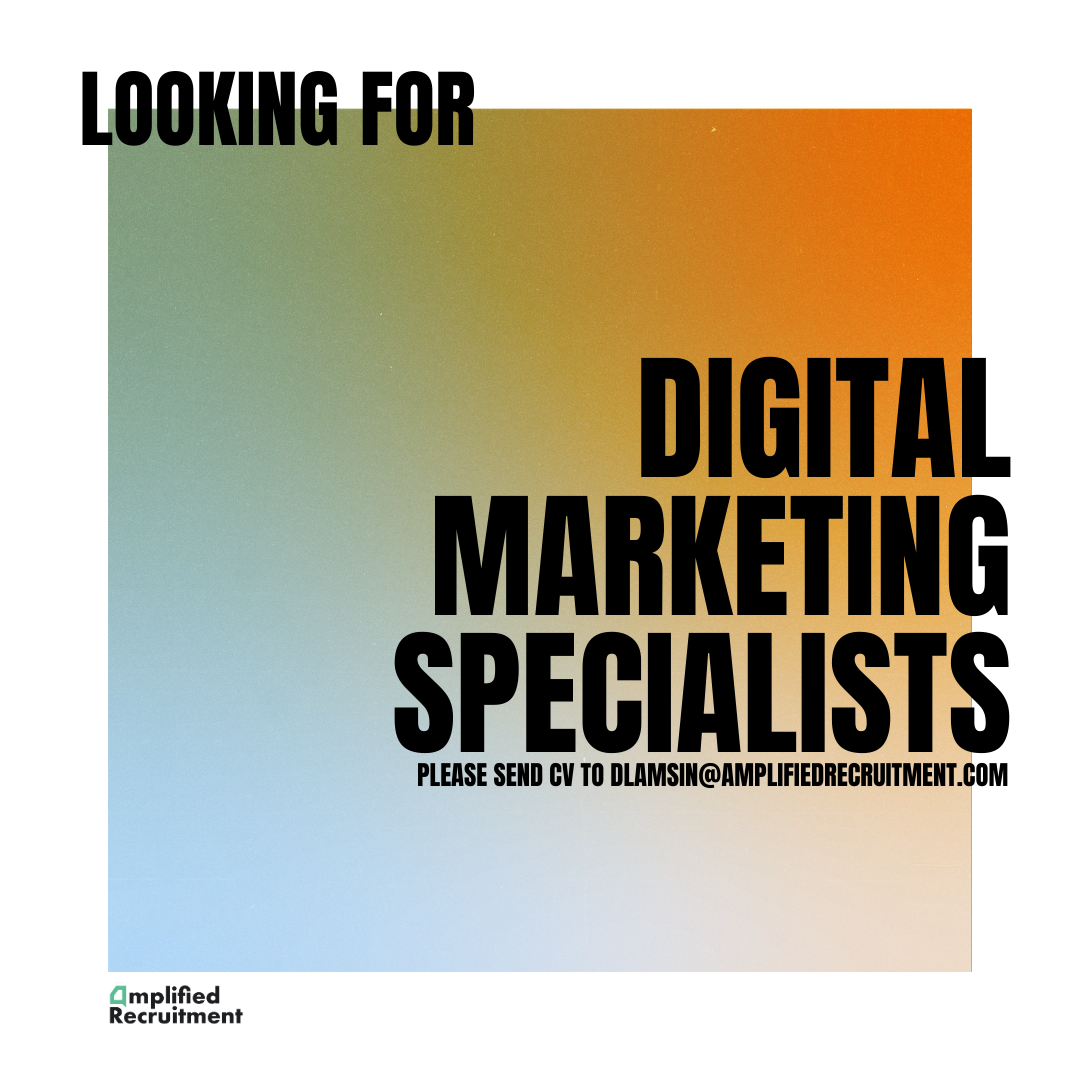 LOOKING FOR
DIGITAL
MARKETING
SPECIALISTS
PLEASE SEND CV TO DLAMSIN@AMPLIFIEDRECRUITMENT.COM
Amplified
Recruitment